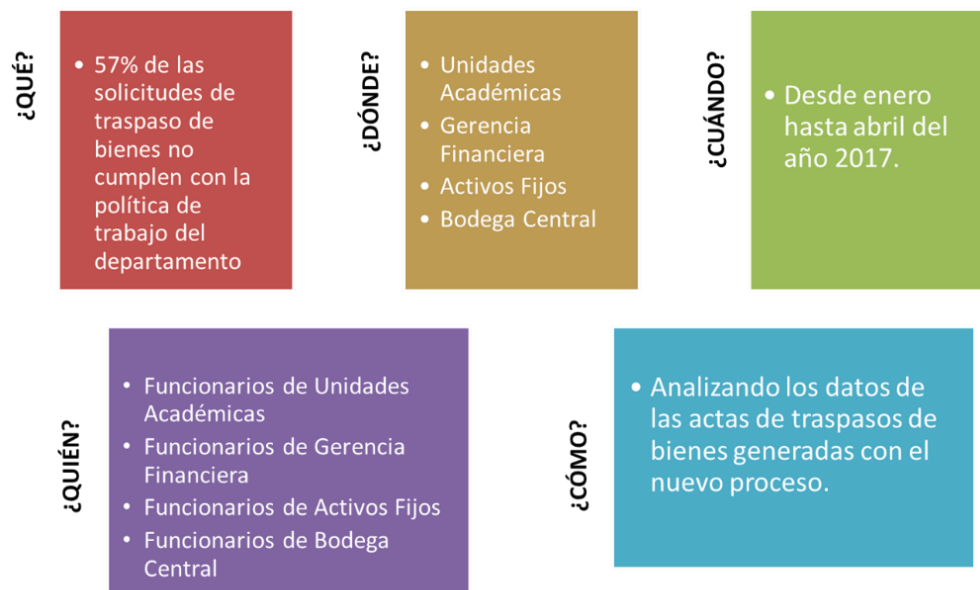 ¿QUÉ?
• 57% de las
solicitudes de
traspaso de
bienes no
cumplen con la
política de
trabajo del
departamento
¿DÓNDE?
• Unidades
Académicas
• Gerencia
Financiera
• Activos Fijos
• Bodega Central
¿CUÁNDO?
• Desde enero
hasta abril del
año 2017.
¿QUIÉN?
• Funcionarios de Unidades
Académicas
• Funcionarios de Gerencia
Financiera
• Funcionarios de Activos Fijos
• Funcionarios de Bodega
Central
¿CÓMO?
• Analizando los datos de
las actas de traspasos de
bienes generadas con el
nuevo proceso.